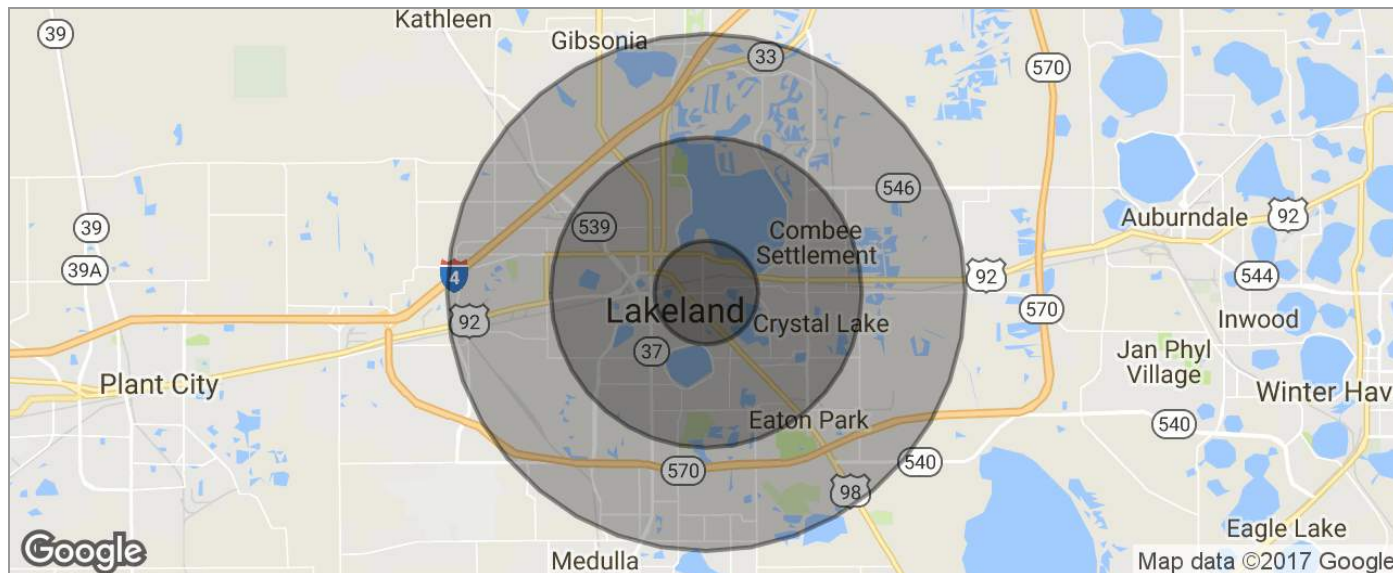 Kathleen
39
Gibsonia
33
570
546
39
539
Combee
Settlement
Auburndale
92
39A
4
92
544
92
Lakeland
Crystal Lake
570
Inwood
37
Jan Phyl
Village
Plant City
Winter Hav
Eaton Park
540
570
540
98
Eagle Lake
Google
Medulla
Map data ©2017 Google